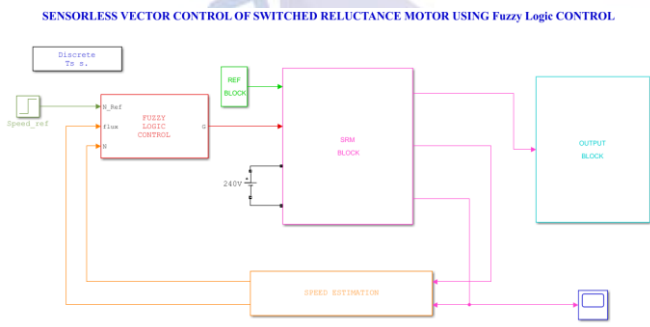 SENSORLESS VECTOR CONTROL OF SWITCHED RELUCTANCE MOTOR USING Fuzzy Logic CONTROL
Discrete
Ts s.
Speed_ref
N_Ref
flux
N
FUZZY
LOGIC
CONTROL
G
REF
BLOCK
240V
SRM
BLOCK
OUTPUT
BLOCK
SPEED ESTIMATION